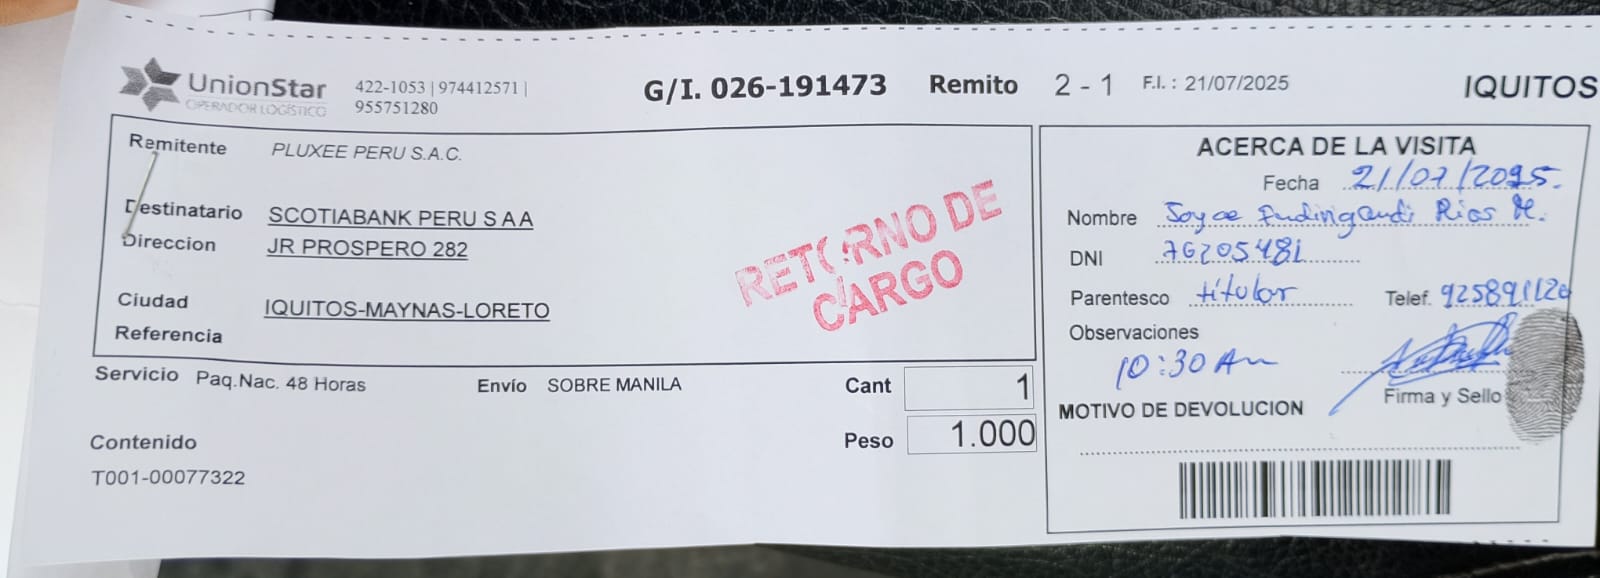 UnionStar
OPERADOR LOGÍSTICO
422-1053 | 974412571 |
955751280
G/I. 026-191473 Remito 2 - 1 F.I. : 21/07/2025 IQUITOS
Remitente PLUXEE PERU S.A.C.
Destinatario SCOTIABANK PERU S A A
Direccion JR PROSPERO 282
Ciudad IQUITOS-MAYNAS-LORETO
Referencia
RETORNO DE
CARGO
Servicio Paq.Nac. 48 Horas Envío SOBRE MANILA Cant 1
Peso 1.000
Contenido
T001-00077322
ACERCA DE LA VISITA
Fecha 21/07/2025.
Nombre Joyce Rios M.
DNI 76205481
Parentesco titular Telef. 925891120
Observaciones
10:30 Am
Firma y Sello
MOTIVO DE DEVOLUCION